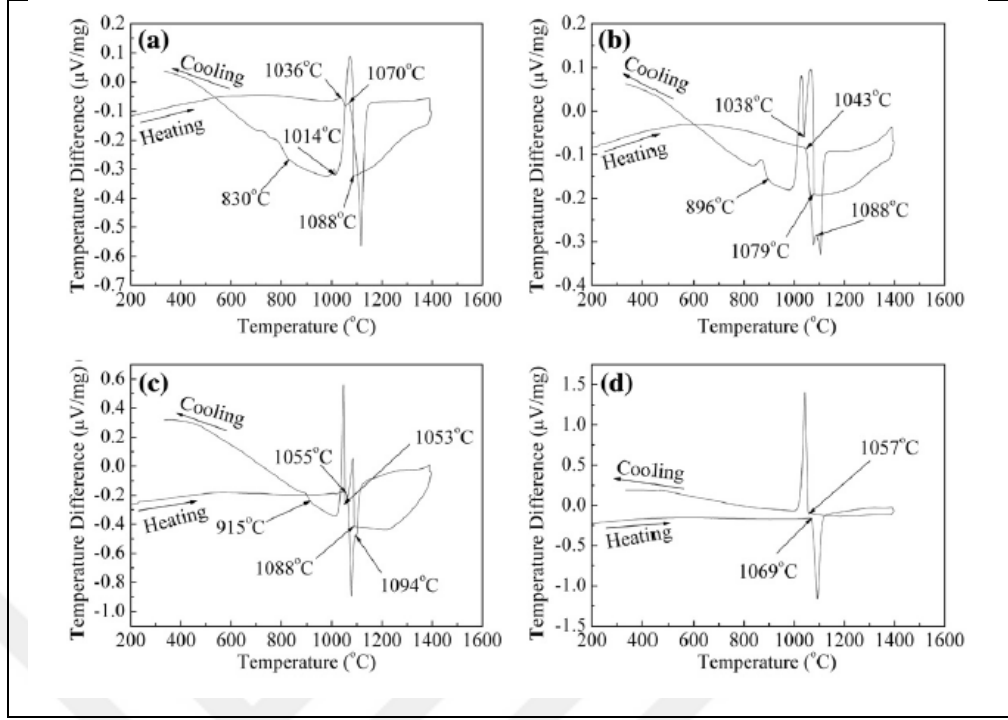 (a)
Temperature Difference (μV/mg)
0.2
0.1
0.0
-0.1
-0.2
-0.3
-0.4
-0.5
-0.6
-0.7
Cooling
Heating
1036°C
1070°C
1014°C
830°C
1088°C
200 400 600 800 1000 1200 1400 1600
Temperature (°C)
(b)
Temperature Difference (μV/mg)
0.2
0.1
0.0
-0.1
-0.2
-0.3
-0.4
Cooling
Heating
1038°C
1043°C
896°C
1088°C
1079°C
200 400 600 800 1000 1200 1400 1600
Temperature (°C)
(c)
Temperature Difference (μV/mg)
0.6
0.4
0.2
0.0
-0.2
-0.4
-0.6
-0.8
-1.0
Cooling
Heating
1053°C
1055°C
915°C
1088°C
1094°C
200 400 600 800 1000 1200 1400 1600
Temperature (°C)
(d)
Temperature Difference (μV/mg)
1.5
1.0
0.5
0.0
-0.5
-1.0
-1.5
Cooling
Heating
1057°C
1069°C
200 400 600 800 1000 1200 1400 1600
Temperature (°C)